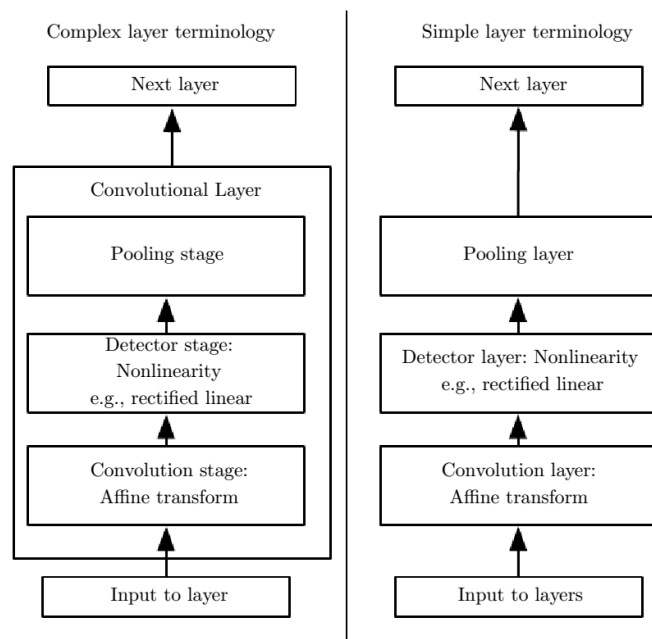 Complex layer terminology
Next layer
Convolutional Layer
Pooling stage
Detector stage:
Nonlinearity
e.g., rectified linear
Convolution stage:
Affine transform
Input to layer
Simple layer terminology
Next layer
Pooling layer
Detector layer: Nonlinearity
e.g., rectified linear
Convolution layer:
Affine transform
Input to layers